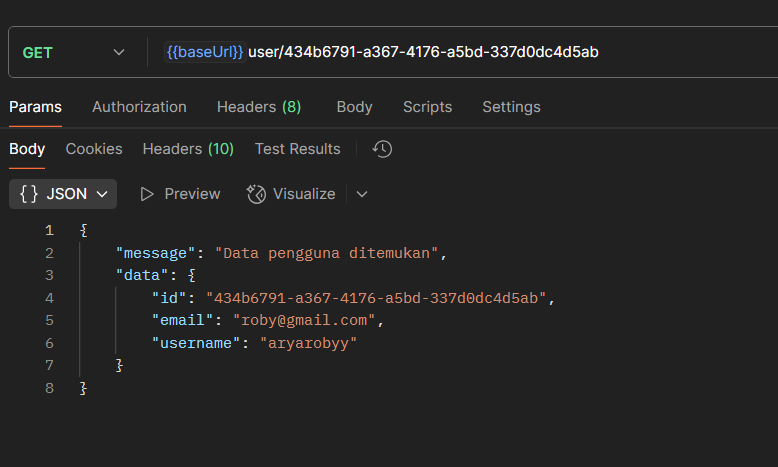 GET {{baseUrl}} user/434b6791-a367-4176-a5bd-337d0dc4d5ab
Params Authorization Headers (8) Body Scripts Settings
Body Cookies Headers (10) Test Results
{} JSON Preview Visualize
1 {
2 "message": "Data pengguna ditemukan",
3 "data": {
4 "id": "434b6791-a367-4176-a5bd-337d0dc4d5ab",
5 "email": "roby@gmail.com",
6 "username": "aryarobyy"
7 }
8 }